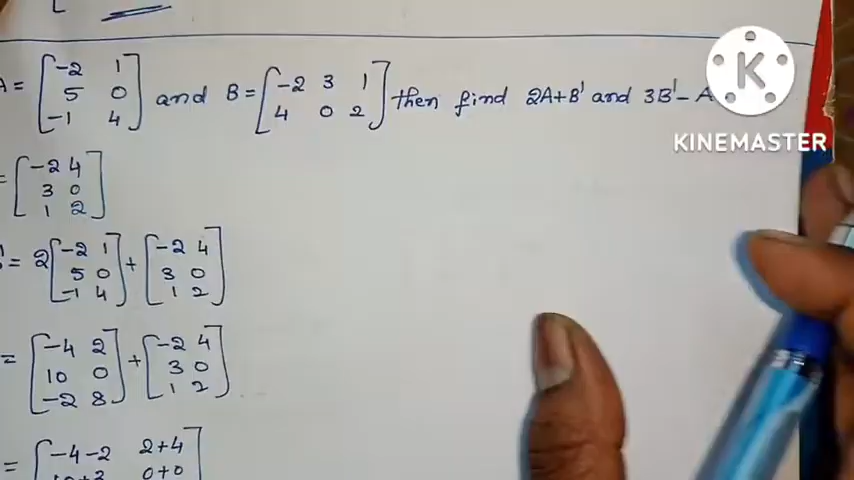 A = [-2 1 and B = [-2 3 1] then find 2A+B' and 3B'- A
5 0 4 0 2
-1 4]
KINEMASTER
= [-2 4
3 0
1 2]
= 2[-2 1 + [-2 4
5 0 3 0
-1 4] 1 2]
= [-4 2 + [-2 4
10 0 3 0
-2 8] 1 2]
= [-4-2 2+4
10+3 0+0